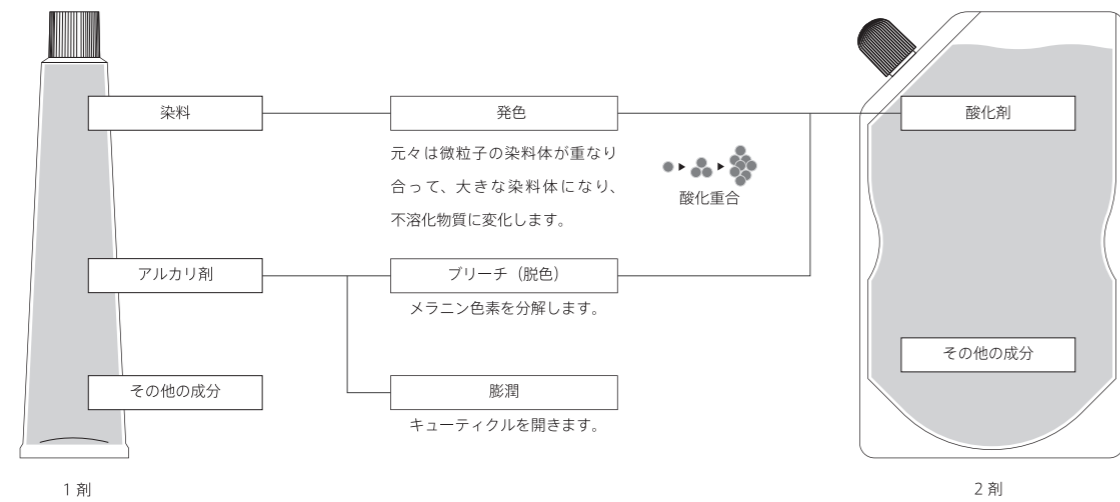 染料
発色
酸化剤
元々は微粒子の染料体が重なり
合って、大きな染料体になり、
不溶化物質に変化します。
酸化重合
アルカリ剤
ブリーチ（脱色）
メラニン色素を分解します。
その他の成分
その他の成分
膨潤
キューティクルを開きます。
1 剤
2 剤